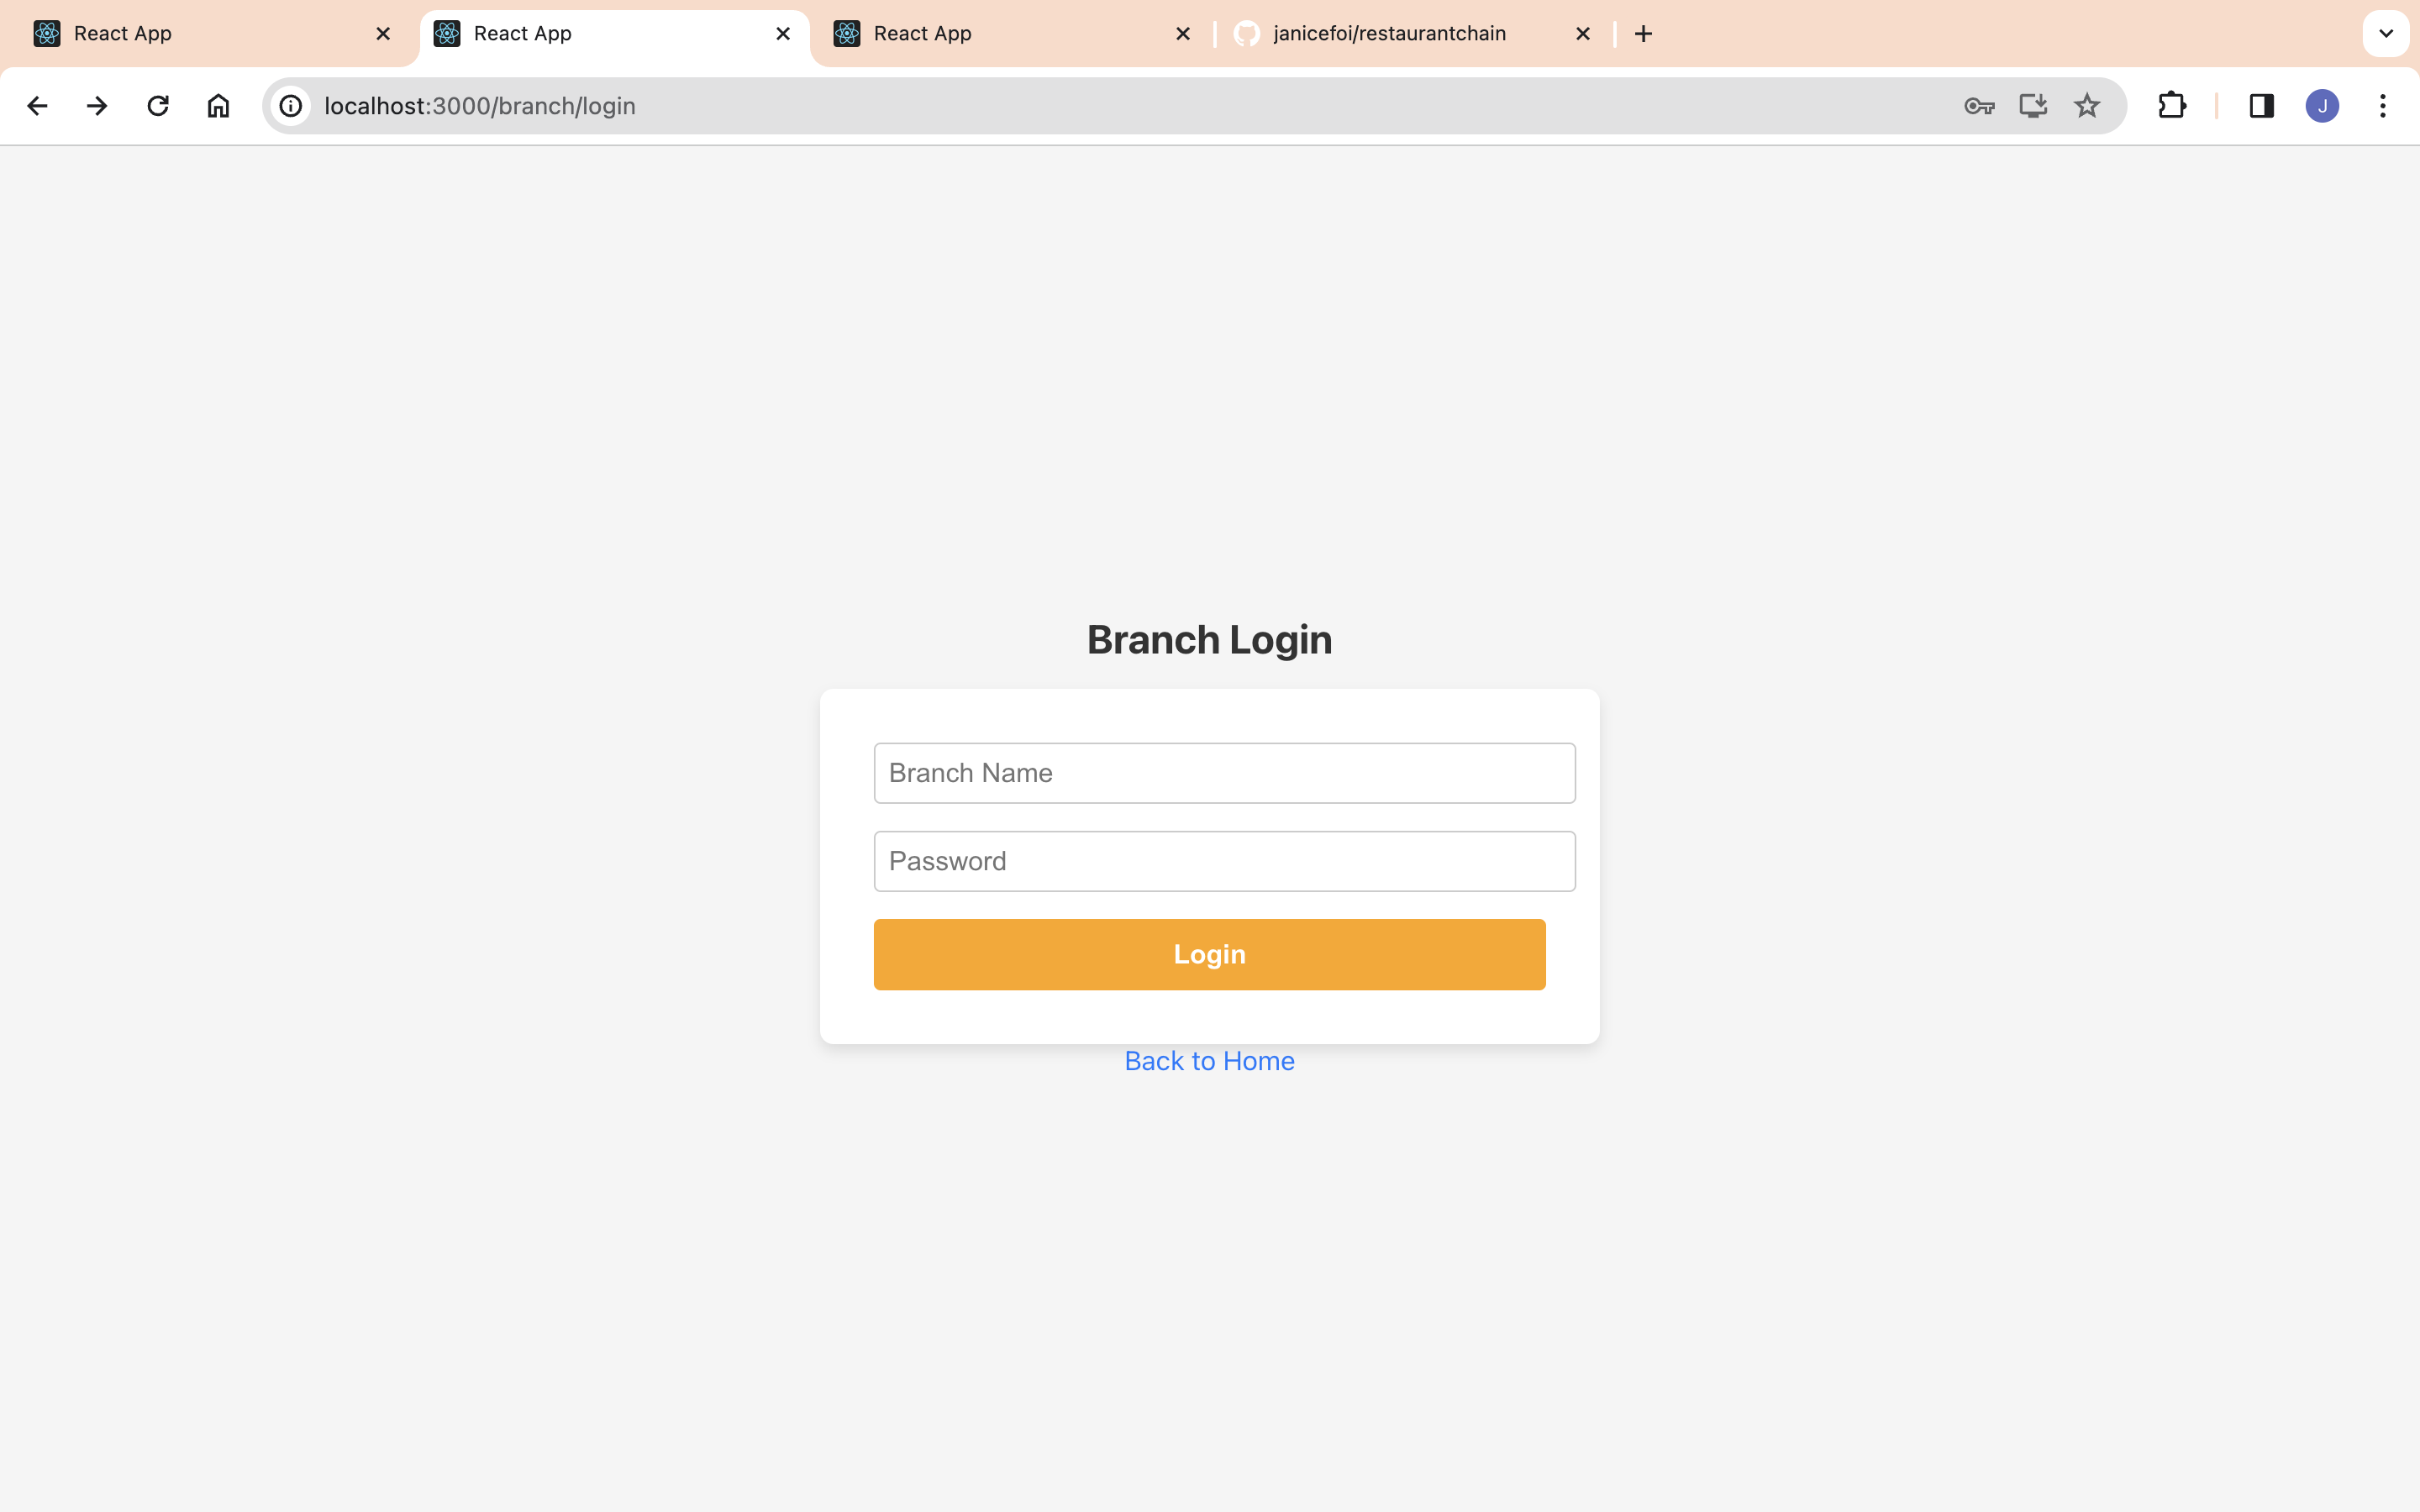 React App
React App
React App
janicefoi/restaurantchain
localhost:3000/branch/login
J
Branch Login
Branch Name
Password
Login
Back to Home